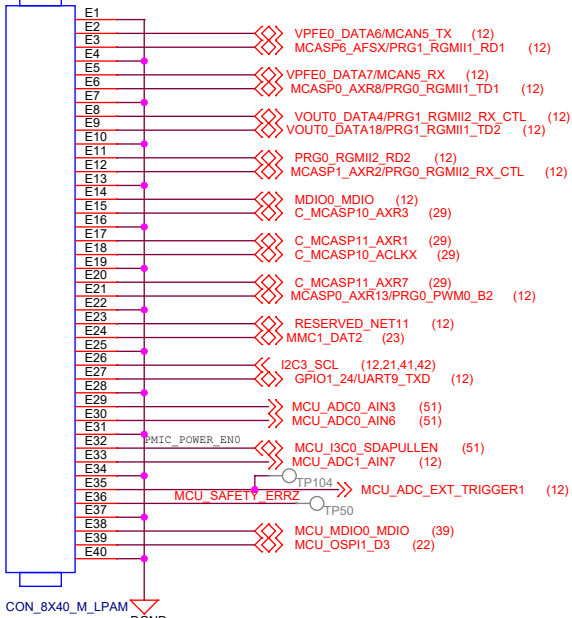 E1
E2 VPFE0_DATA6/MCAN5_TX (12)
E3 MCASP6_AFSX/PRG1_RGMII1_RD1 (12)
E4
E5 VPFE0_DATA7/MCAN5_RX (12)
E6 MCASP0_AXR8/PRG0_RGMII1_TD1 (12)
E7
E8 VOUT0_DATA4/PRG1_RGMII2_RX_CTL (12)
E9 VOUT0_DATA18/PRG1_RGMII1_TD2 (12)
E10
E11 PRG0_RGMII2_RD2 (12)
E12 MCASP1_AXR2/PRG0_RGMII2_RX_CTL (12)
E13
E14 MDIO0_MDIO (12)
E15 C_MCASP10_AXR3 (29)
E16
E17 C_MCASP11_AXR1 (29)
E18 C_MCASP10_ACLKX (29)
E19
E20 C_MCASP11_AXR7 (29)
E21 MCASP0_AXR13/PRG0_PWM0_B2 (12)
E22
E23 RESERVED_NET11 (12)
E24 MMC1_DAT2 (23)
E25
E26 I2C3_SCL (12,21,41,42)
E27 GPIO1_24/UART9_TXD (12)
E28
E29 MCU_ADC0_AIN3 (51)
E30 MCU_ADC0_AIN6 (51)
E31
PMIC_POWER_EN0
E32 MCU_I3C0_SDAPULLEN (51)
E33 MCU_ADC1_AIN7 (12)
E34
TP104
E35 MCU_ADC_EXT_TRIGGER1 (12)
E36 MCU_SAFETY_ERRZ TP50
E37
E38 MCU_MDIO0_MDIO (39)
E39 MCU_OSPI1_D3 (22)
E40
CON_8X40_M_LPAM